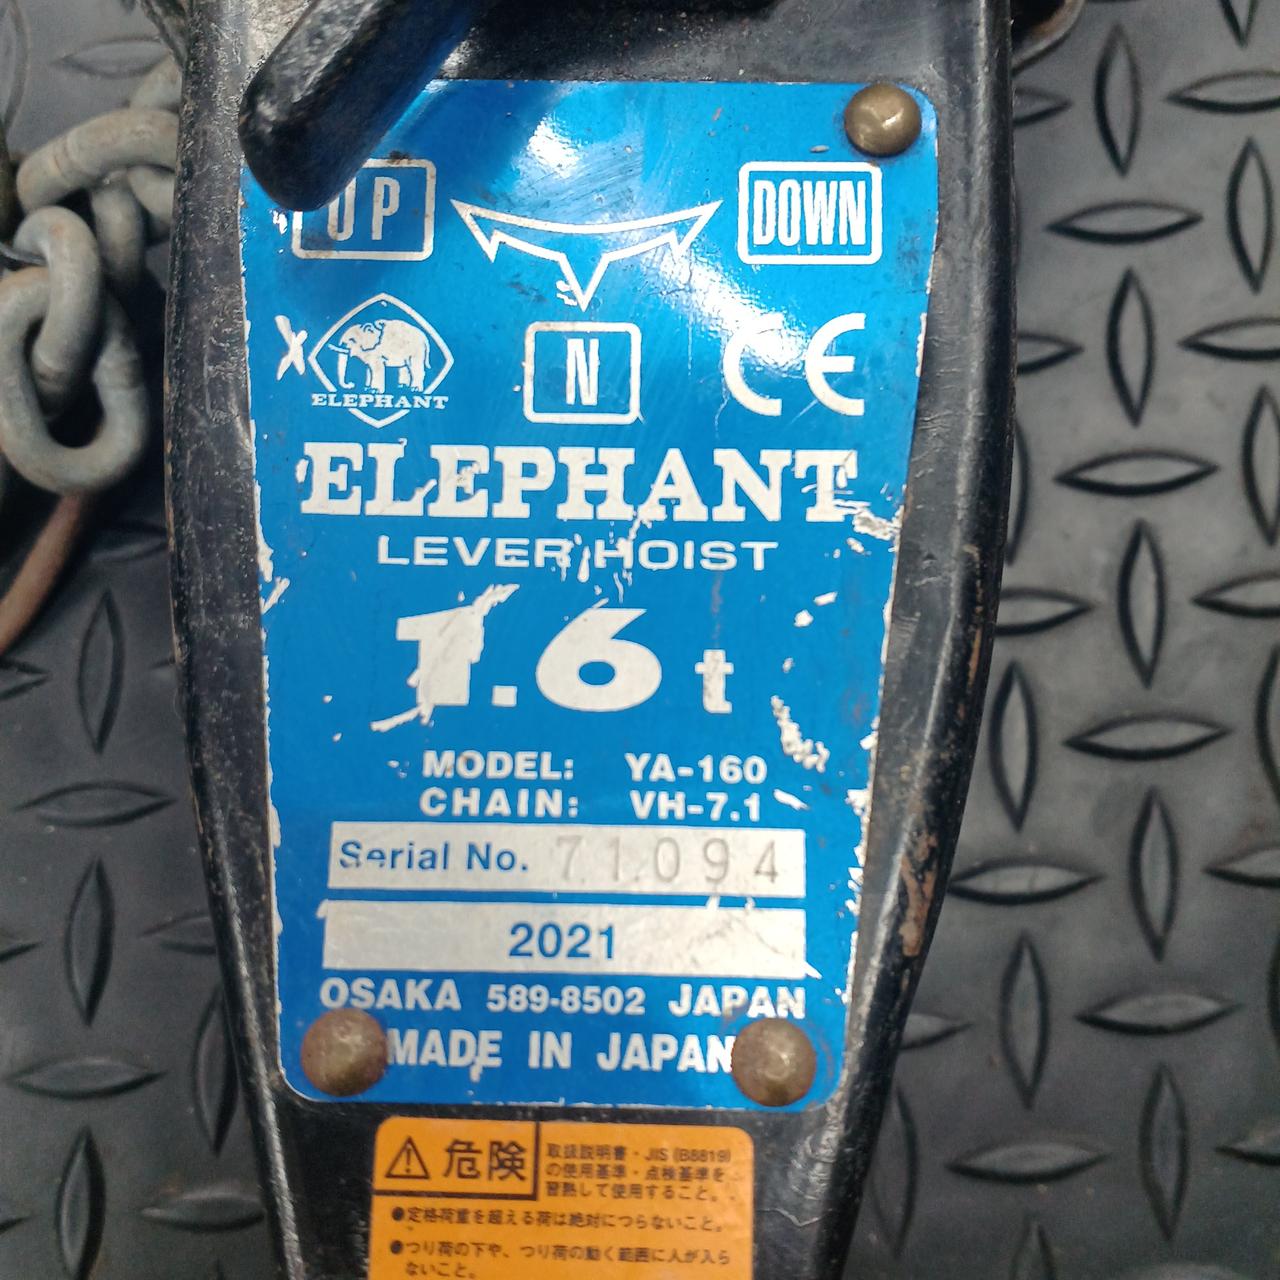 UP
DOWN
ELEPHANT
N
CE
ELEPHANT
LEVER HOIST
1.6 t
MODEL: YA-160
CHAIN: VH-7.1
Serial No. 71094
2021
OSAKA 589-8502 JAPAN
MADE IN JAPAN
危険
取扱説明書・JIS (B8819)
の使用基準・点検基準を
習熟して使用すること。
●定格荷重を超える荷は絶対につらないこと。
●つり荷の下や、つり荷の動く範囲に人が入ら
ないこと。